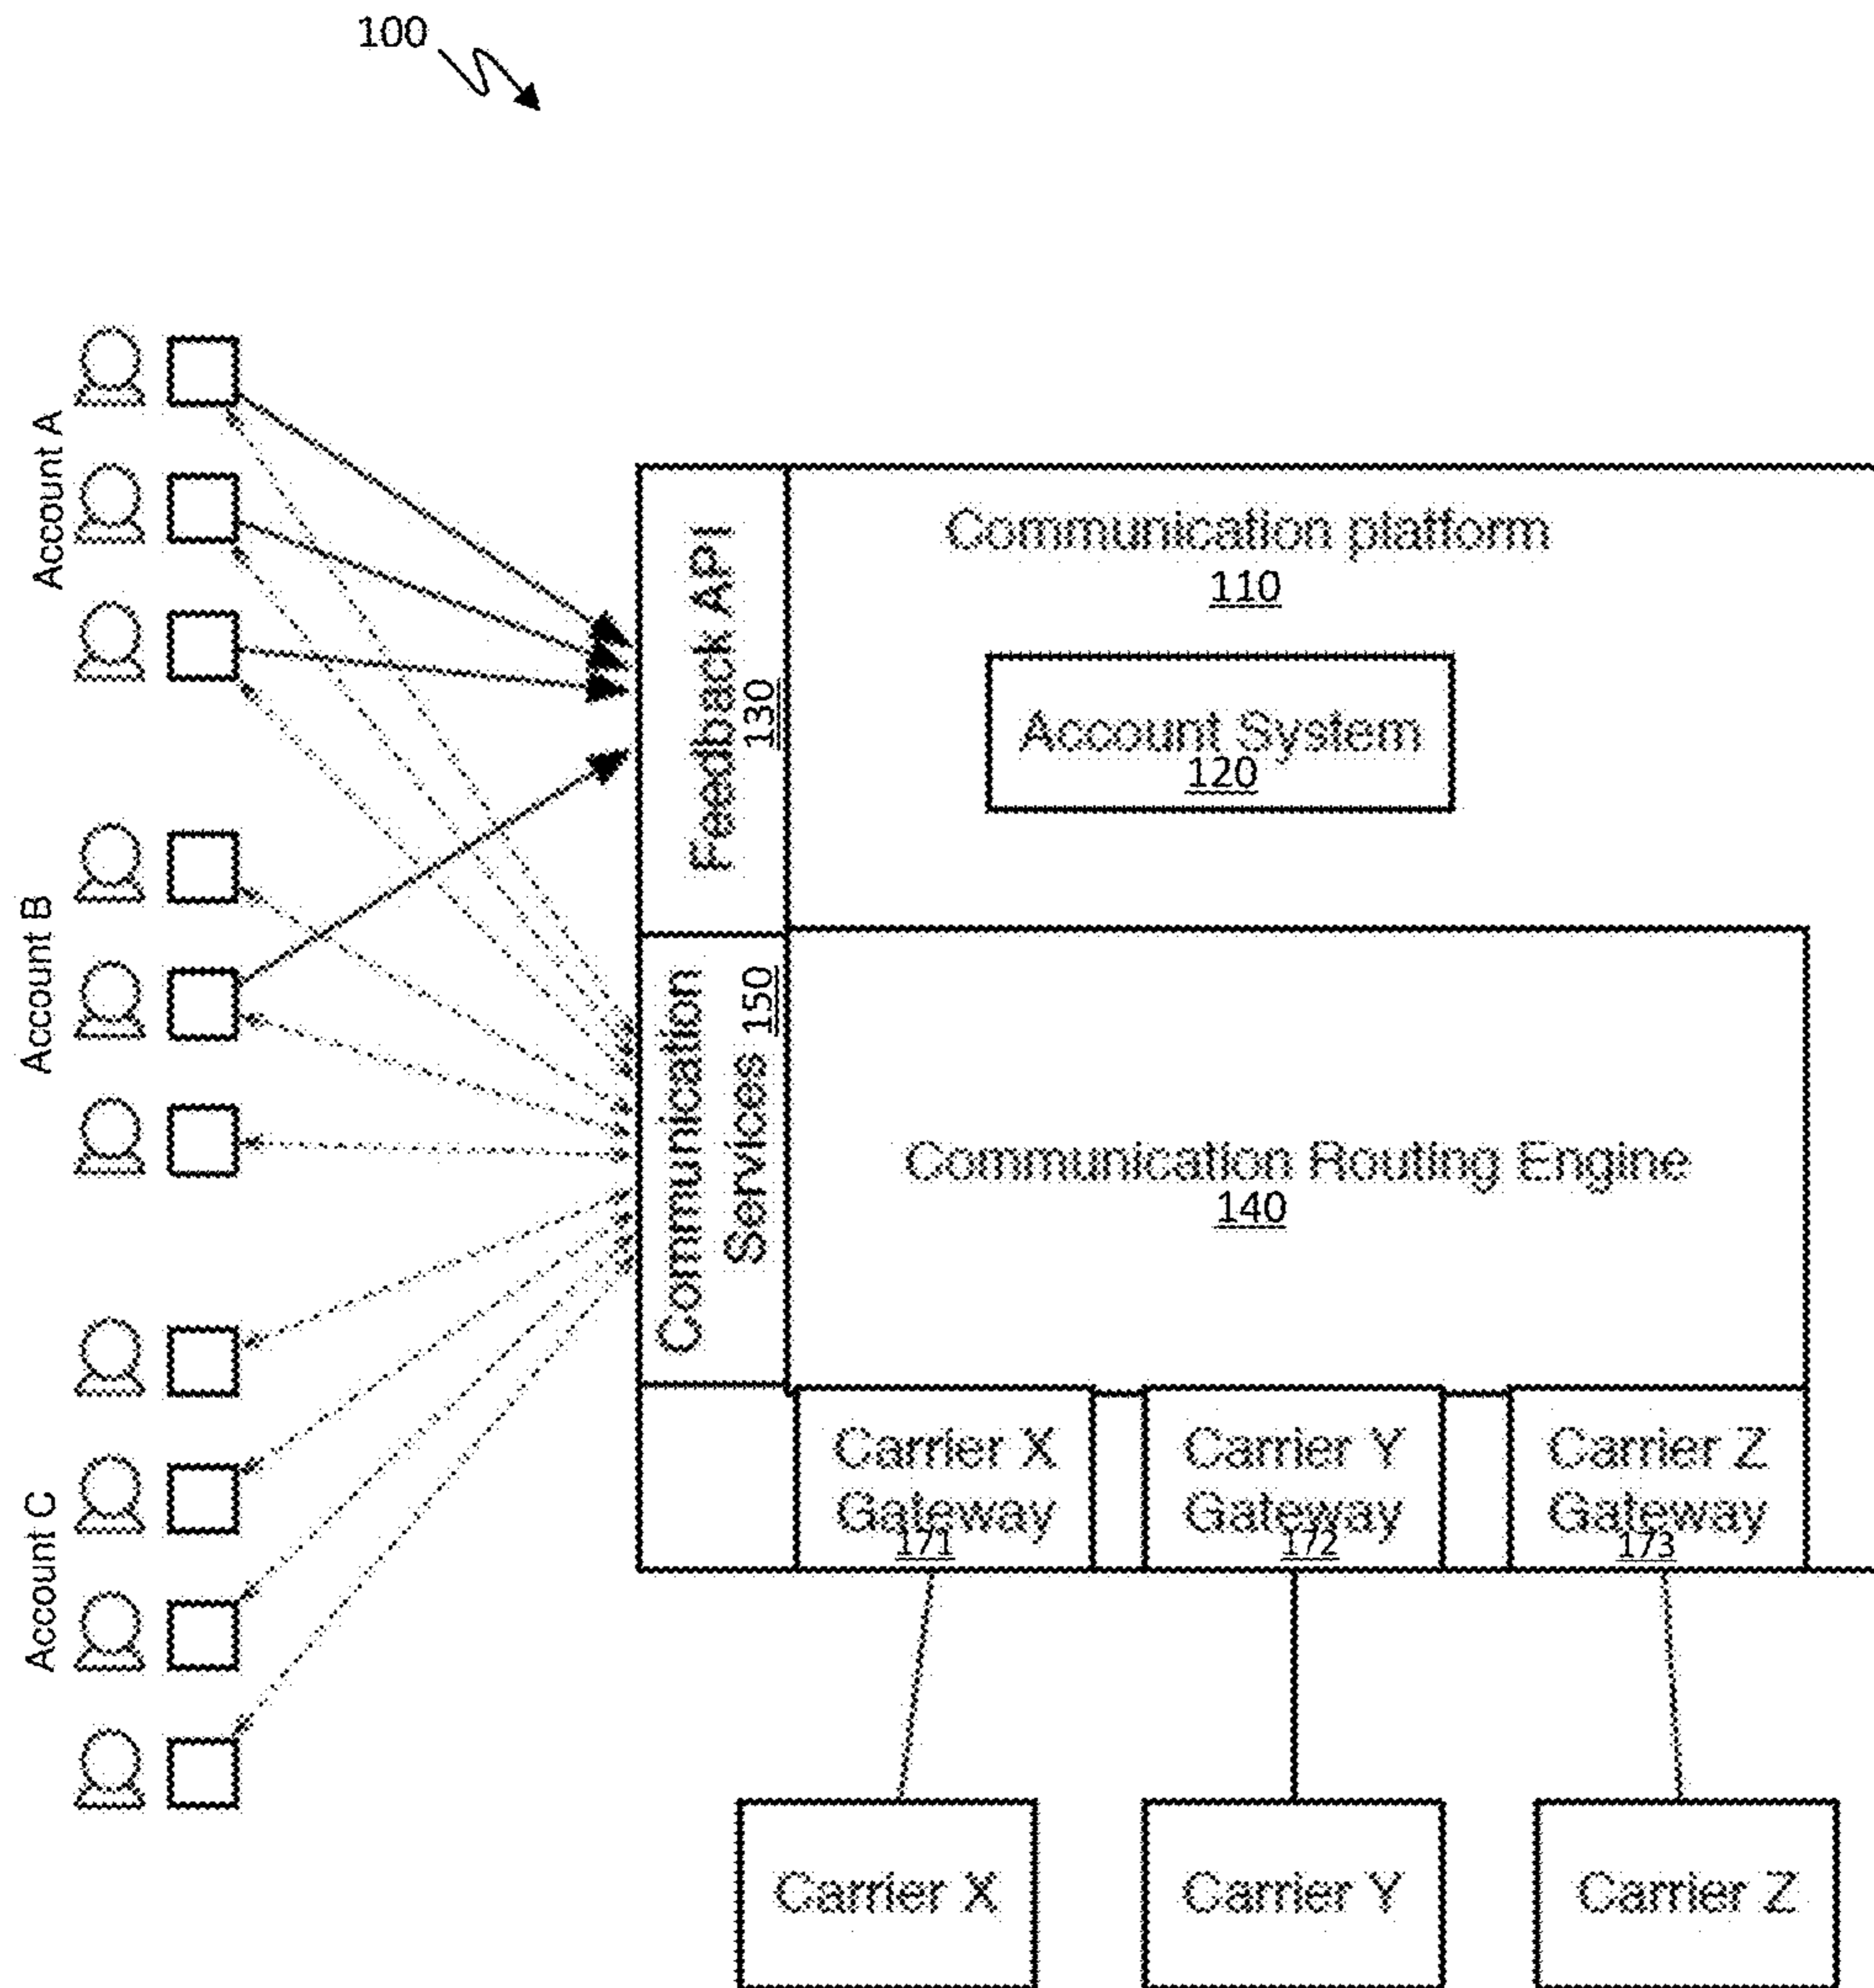 100
Account A
Account B
Account C
Feedback API
130
Communication platform
110
Account System
120
Communication
Services 150
Communication Routing Engine
140
Carrier X
Gateway
171
Carrier Y
Gateway
172
Carrier Z
Gateway
173
Carrier X
Carrier Y
Carrier Z